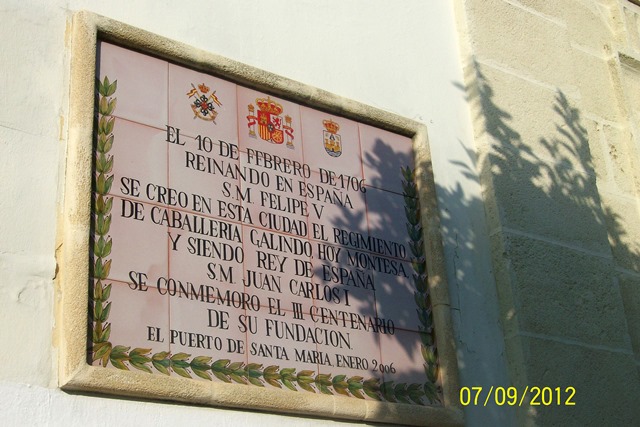 EL 10 DE FEBRERO DE 1706
REINANDO EN ESPAÑA
S.M. FELIPE V
SE CREO EN ESTA CIUDAD EL REGIMIENTO
DE CABALLERIA GALINDO, HOY MONTESA
Y SIENDO REY DE ESPAÑA
S.M. JUAN CARLOS I
SE CONMEMORO EL III CENTENARIO
DE SU FUNDACION.
EL PUERTO DE SANTA MARIA ENERO 2006
07/09/2012